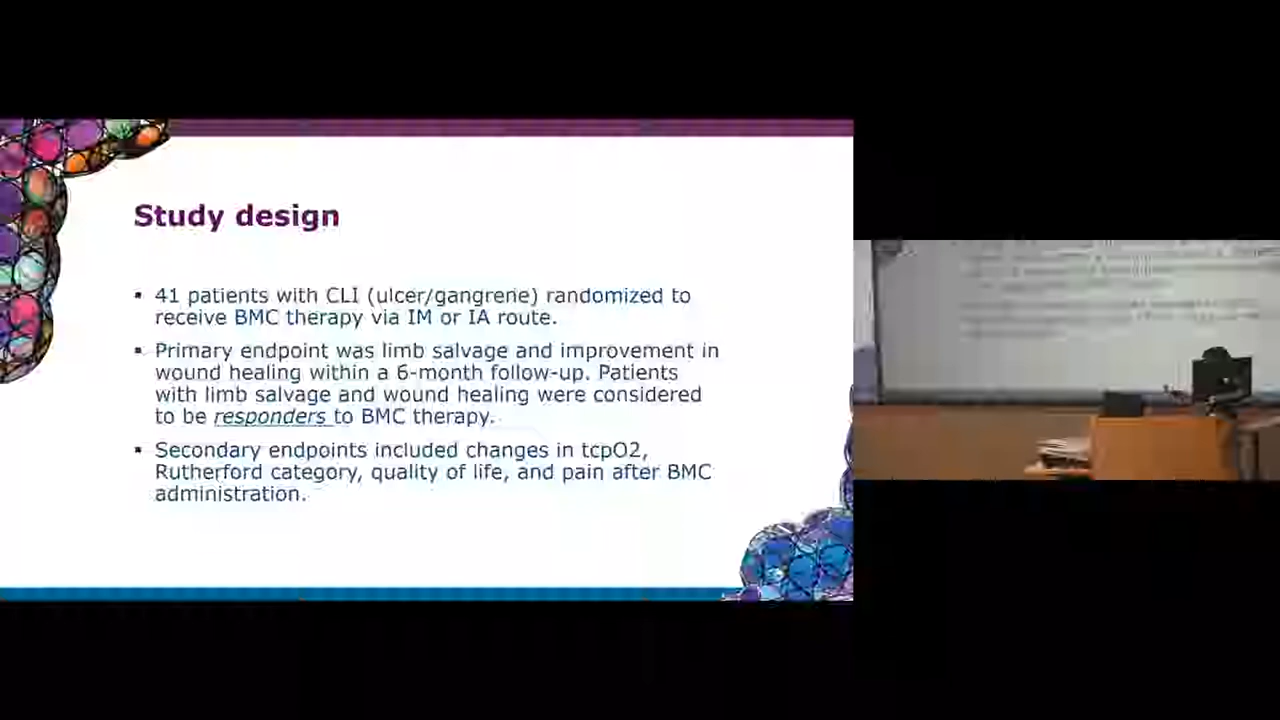 Study design
▪ 41 patients with CLI (ulcer/gangrene) randomized to
receive BMC therapy via IM or IA route.
▪ Primary endpoint was limb salvage and improvement in
wound healing within a 6-month follow-up. Patients
with limb salvage and wound healing were considered
to be responders to BMC therapy.
▪ Secondary endpoints included changes in tcpO2,
Rutherford category, quality of life, and pain after BMC
administration.